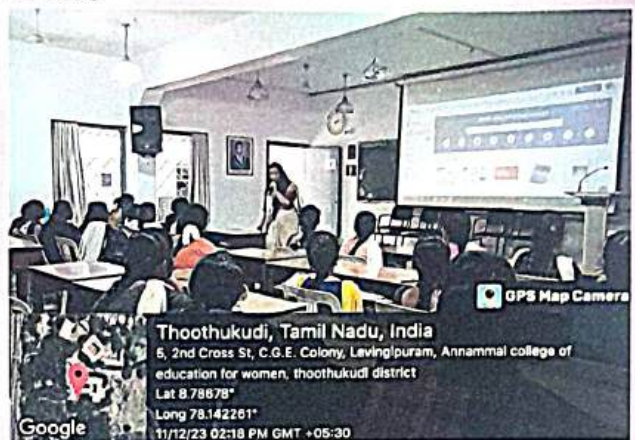 GPS Map Camera
Thoothukudi, Tamil Nadu, India
5, 2nd Cross St, C.G.E. Colony, Levingipuram, Annammal college of
education for women, thoothukudi district
Lat 8.78678°
Long 78.142261°
11/12/23 02:18 PM GMT +05:30
Google